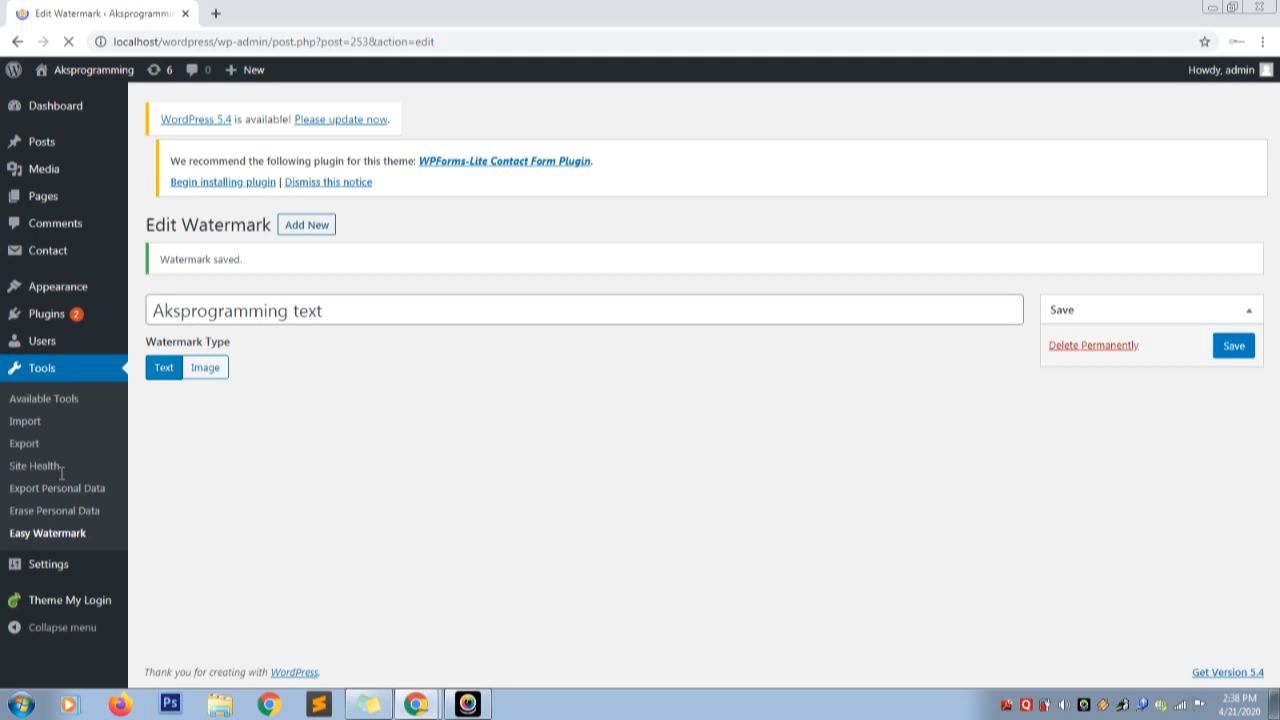 Edit Watermark ‹ Aksprogrammi
localhost/wordpress/wp-admin/post.php?post=253&action=edit
Aksprogramming 6 0 New
Howdy, admin
Dashboard
Posts
Media
Pages
Comments
Contact
Appearance
Plugins 2
Users
Tools
Available Tools
Import
Export
Site Health
Export Personal Data
Erase Personal Data
Easy Watermark
Settings
Theme My Login
Collapse menu
WordPress 5.4 is available! Please update now.
We recommend the following plugin for this theme: WPForms-Lite Contact Form Plugin.
Begin installing plugin | Dismiss this notice
Edit Watermark Add New
Watermark saved.
Aksprogramming text
Watermark Type
Text Image
Save
Delete Permanently Save
Thank you for creating with WordPress.
Get Version 5.4
Ps
2:38 PM
4/21/2020